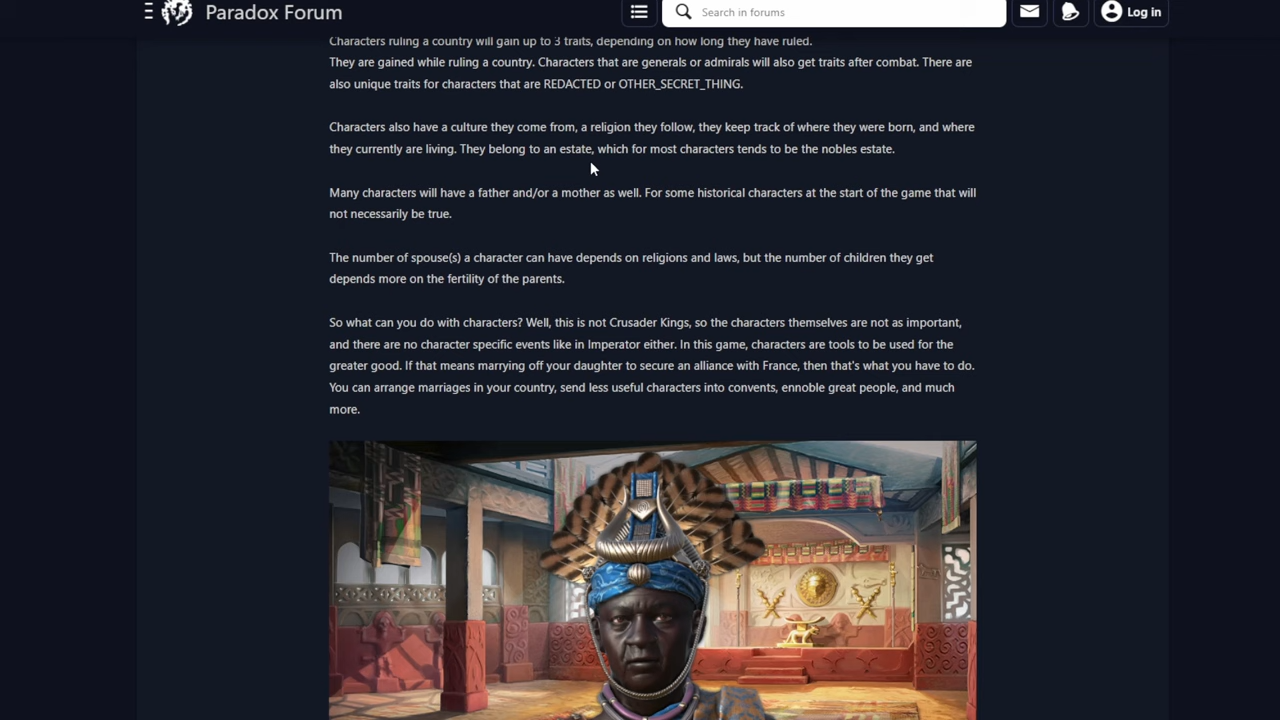 Paradox Forum
Search in forums
Log in
Characters ruling a country will gain up to 3 traits, depending on how long they have ruled.
They are gained while ruling a country. Characters that are generals or admirals will also get traits after combat. There are
also unique traits for characters that are REDACTED or OTHER_SECRET_THING.
Characters also have a culture they come from, a religion they follow, they keep track of where they were born, and where
they currently are living. They belong to an estate, which for most characters tends to be the nobles estate.
Many characters will have a father and/or a mother as well. For some historical characters at the start of the game that will
not necessarily be true.
The number of spouse(s) a character can have depends on religions and laws, but the number of children they get
depends more on the fertility of the parents.
So what can you do with characters? Well, this is not Crusader Kings, so the characters themselves are not as important,
and there are no character specific events like in Imperator either. In this game, characters are tools to be used for the
greater good. If that means marrying off your daughter to secure an alliance with France, then that's what you have to do.
You can arrange marriages in your country, send less useful characters into convents, ennoble great people, and much
more.